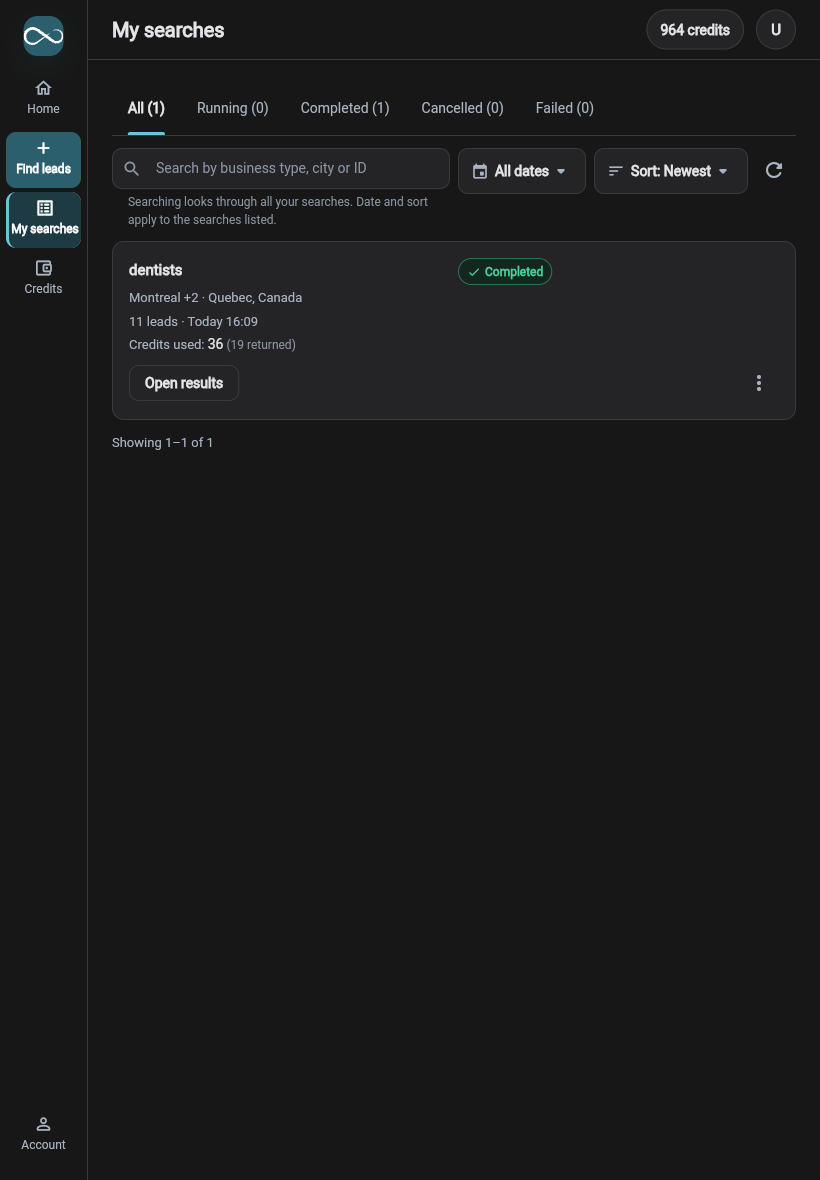 My searches
964 credits
U
Home
Find leads
My searches
Credits
Account
All (1)
Running (0)
Completed (1)
Cancelled (0)
Failed (0)
Search by business type, city or ID
All dates
Sort: Newest
Searching looks through all your searches. Date and sort
apply to the searches listed.
dentists
Completed
Montreal +2 · Quebec, Canada
11 leads · Today 16:09
Credits used: 36 (19 returned)
Open results
Showing 1–1 of 1